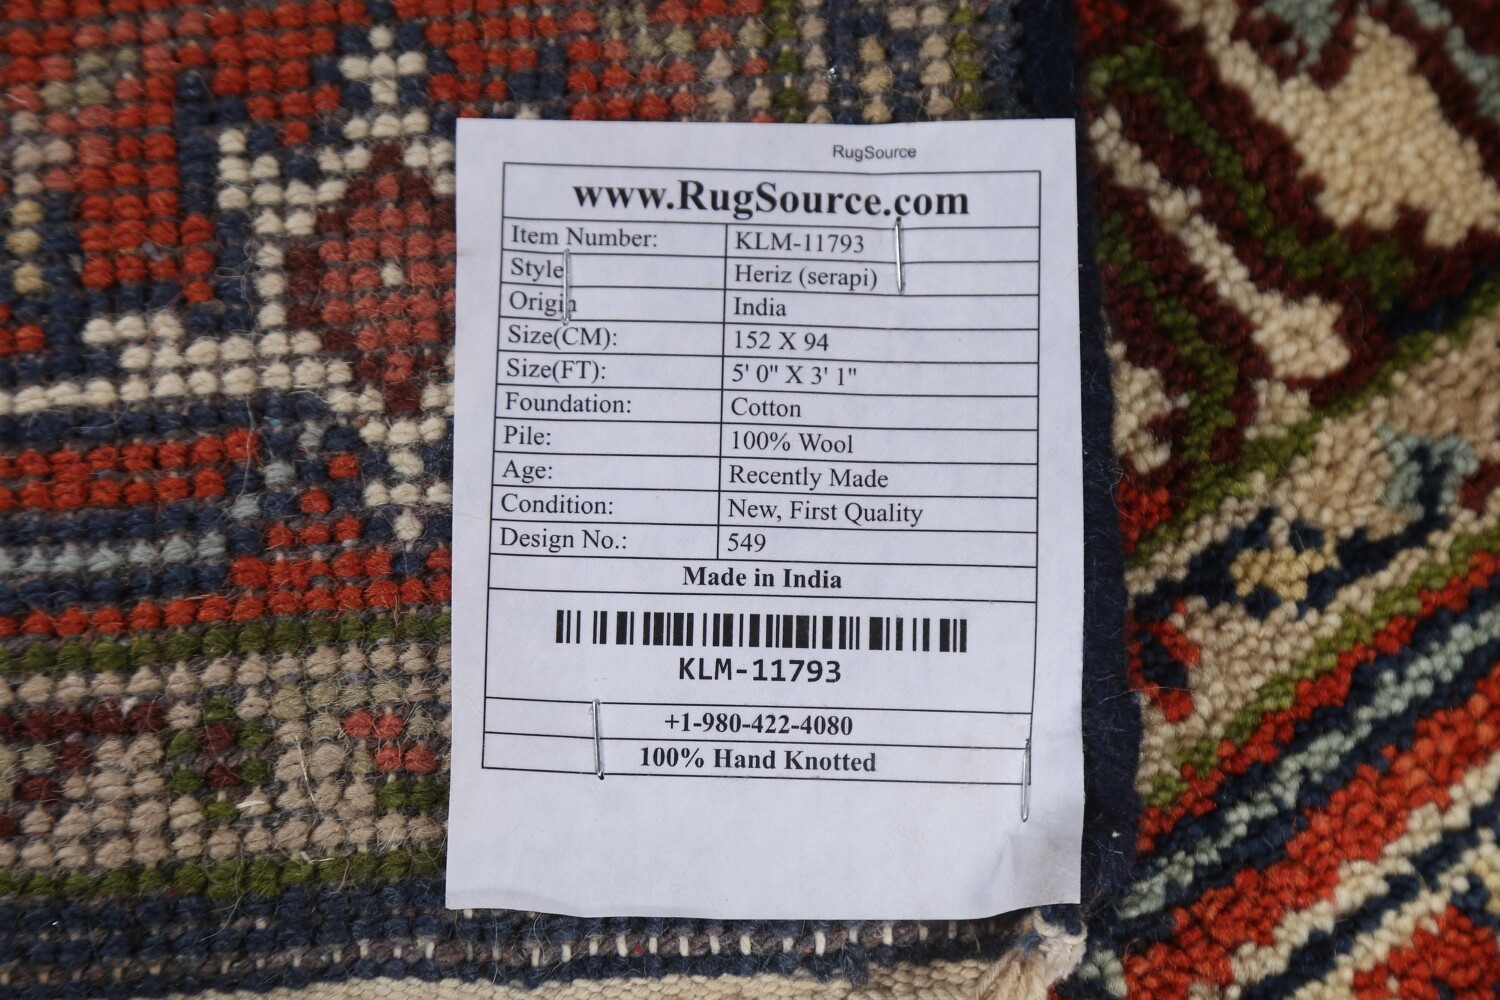 RugSource
www.RugSource.com
Item Number: KLM-11793
Style Heriz (serapi)
Origin India
Size(CM): 152 X 94
Size(FT): 5' 0" X 3' 1"
Foundation: Cotton
Pile: 100% Wool
Age: Recently Made
Condition: New, First Quality
Design No.: 549
Made in India
KLM-11793
+1-980-422-4080
100% Hand Knotted